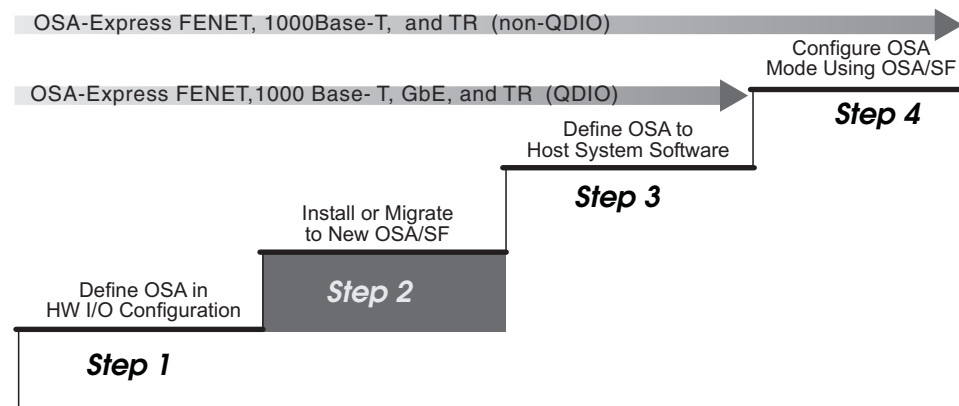 OSA-Express FENET, 1000Base-T, and TR (non-QDIO)
Configure OSA
Mode Using OSA/SF
OSA-Express FENET,1000 Base- T, GbE, and TR (QDIO)
Step 4
Define OSA to
Host System Software
Step 3
Install or Migrate
to New OSA/SF
Step 2
Define OSA in
HW I/O Configuration
Step 1